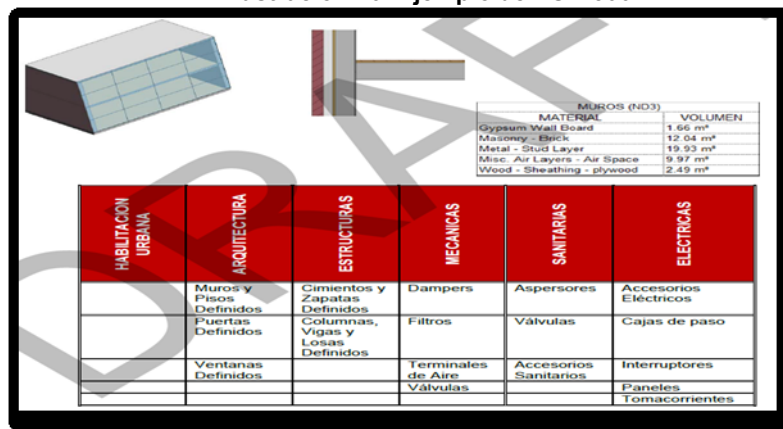 MUROS (ND3)
MATERIAL VOLUMEN
Gypsum Wall Board 1.66 m³
Masonry - Brick 12.04 m³
Metal - Stud Layer 19.93 m³
Misc. Air Layers - Air Space 9.97 m³
Wood - Sheathing - plywood 2.49 m³
HABILITACION
URBANA
ARQUITECTURA
ESTRUCTURAS
MECANICAS
SANITARIAS
ELECTRICAS
Muros y
Pisos
Definidos
Cimientos y
Zapatas
Definidos
Dampers
Aspersores
Accesorios
Eléctricos
Puertas
Definidos
Columnas,
Vigas y
Losas
Definidos
Filtros
Válvulas
Cajas de paso
Ventanas
Definidos
Terminales
de Aire
Accesorios
Sanitarios
Interruptores
Válvulas
Paneles
Tomacorrientes
DRAF